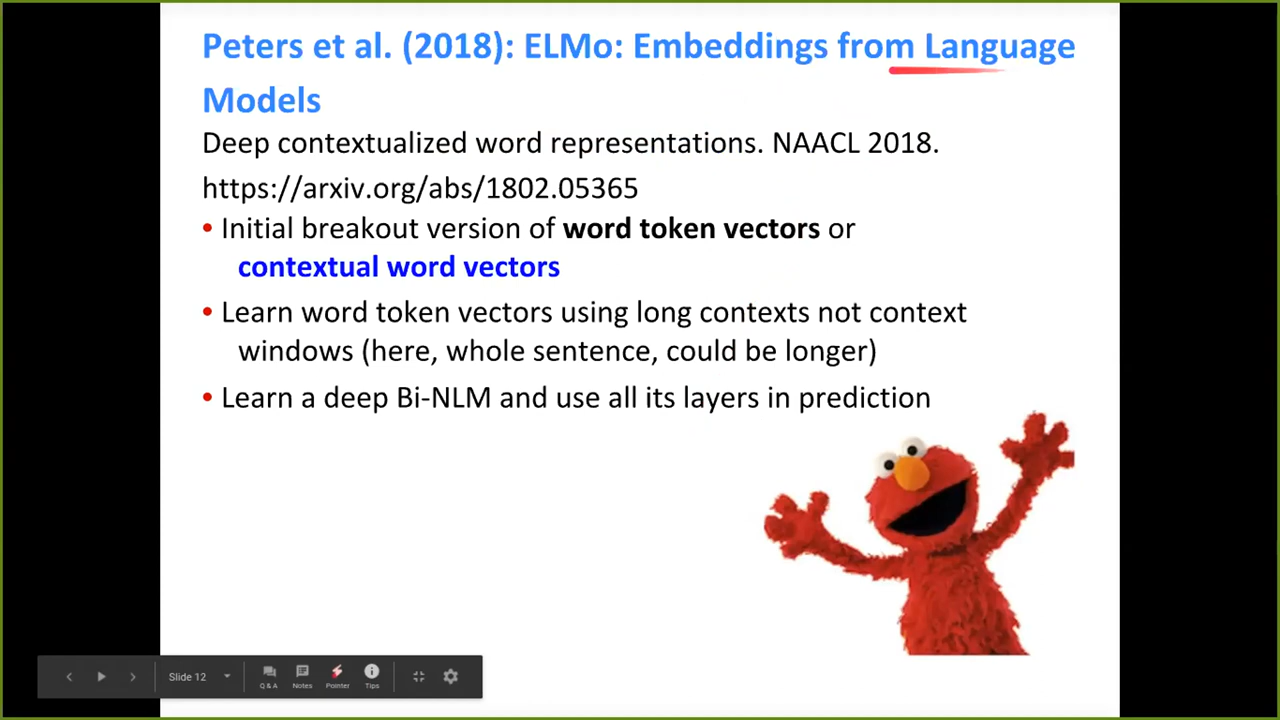 Peters et al. (2018): ELMo: Embeddings from Language
Models
Deep contextualized word representations. NAACL 2018.
https://arxiv.org/abs/1802.05365
• Initial breakout version of word token vectors or
contextual word vectors
• Learn word token vectors using long contexts not context
windows (here, whole sentence, could be longer)
• Learn a deep Bi-NLM and use all its layers in prediction
Slide 12
Q & A Notes Pointer Tips